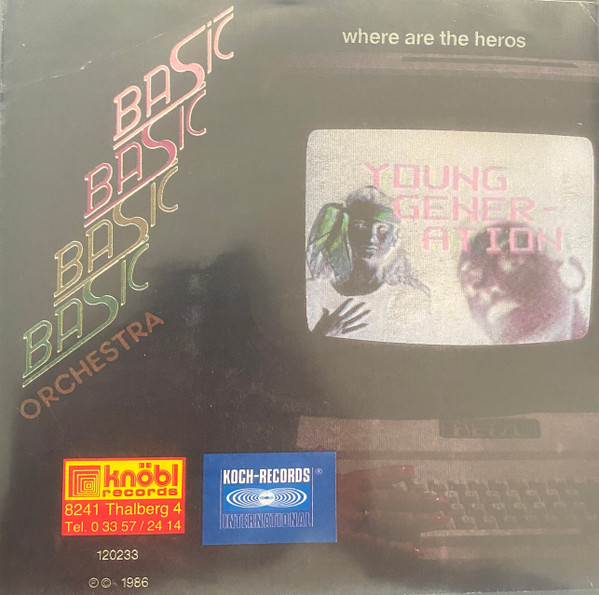 where are the heros
BASIC
BASIC
BASIC
BASIC
ORCHESTRA
YOUNG
GENER-
ATION
knöbl
records
8241 Thalberg 4
Tel. 0 33 57 / 24 14
KOCH-RECORDS ®
INTERNATIONAL
120233
Ⓟ © 1986